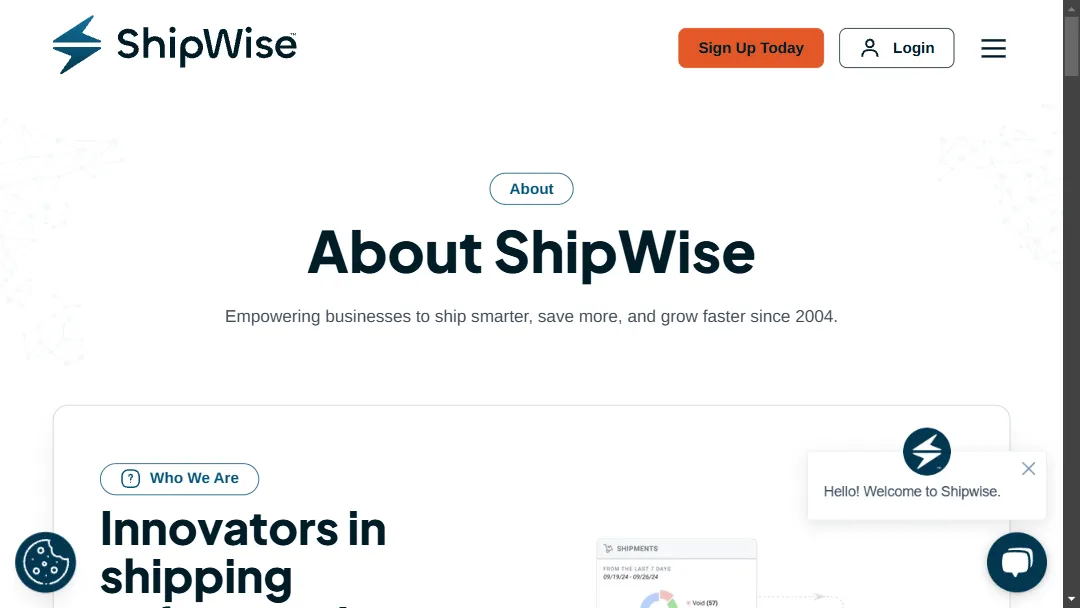 ShipWise™
Sign Up Today
Login
About
About ShipWise
Empowering businesses to ship smarter, save more, and grow faster since 2004.
? Who We Are
Innovators in
shipping
Hello! Welcome to Shipwise.
SHIPMENTS
FROM THE LAST 7 DAYS
09/19/24 - 09/26/24
Void (57)